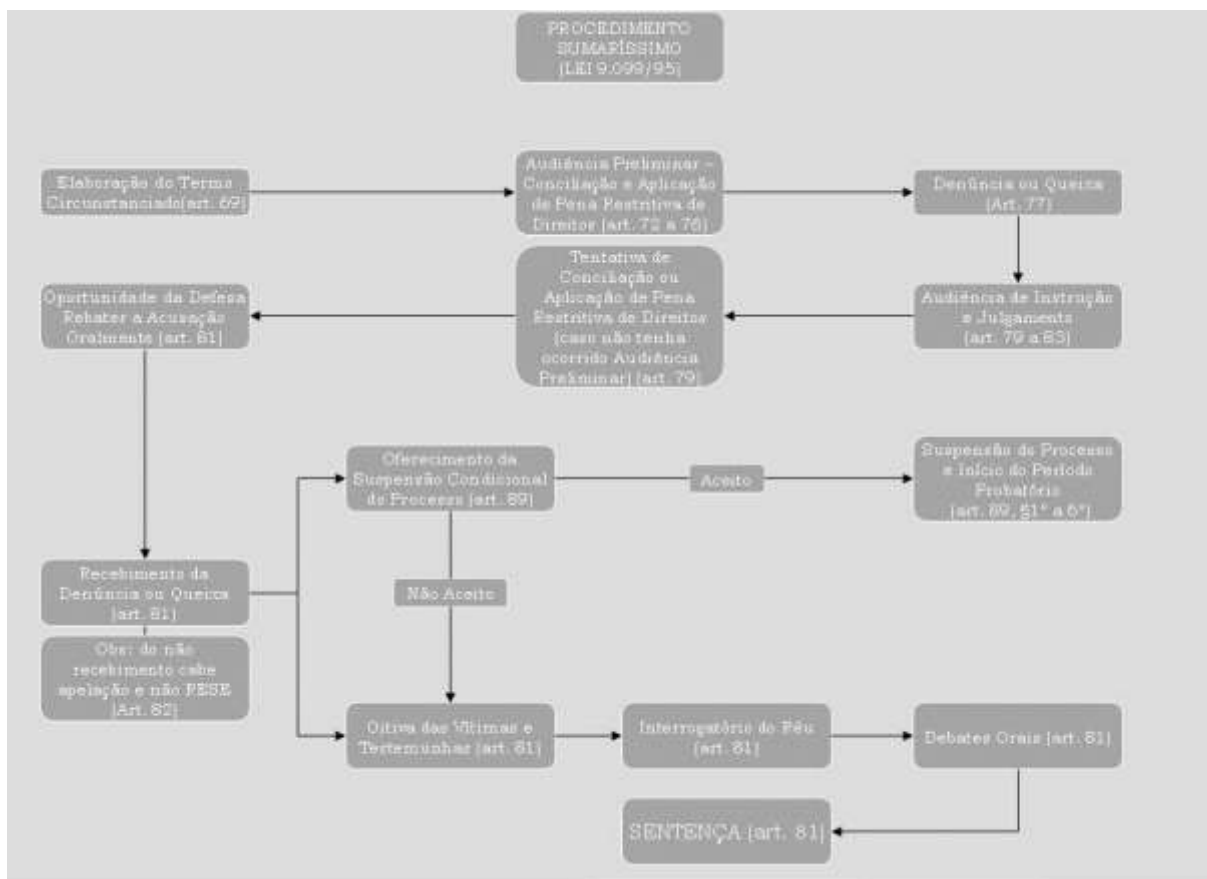 PROCEDIMENTO
SUMARÍSSIMO
(LEI 9.099/95)
Elaboração do Termo
Circunstanciado(art. 69)
Audiência Preliminar –
Conciliação e Aplicação
de Pena Restritiva de
Direitos (art. 72 a 76)
Denúncia ou Queixa
(Art. 77)
Oportunidade da Defesa
Rebater a Acusação
Oralmente (art. 81)
Tentativa de
Conciliação ou
Aplicação de Pena
Restritiva de Direitos
(caso não tenha
ocorrido Audiência
Preliminar) (art. 79)
Audiência de Instrução
e Julgamento
(art. 79 a 83)
Oferecimento da
Suspensão Condicional
do Processo (art. 89)
Aceito
Suspensão do Processo
e Início do Período
Probatório
(art. 89, §1° a 6°)
Recebimento da
Denúncia ou Queixa
(art. 81)
Não Aceito
Obs: do não
recebimento cabe
apelação e não RESE
(Art. 82)
Oitiva das Vítimas e
Testemunhas (art. 81)
Interrogatório do Réu
(art. 81)
Debates Orais (art. 81)
SENTENÇA (art. 81)